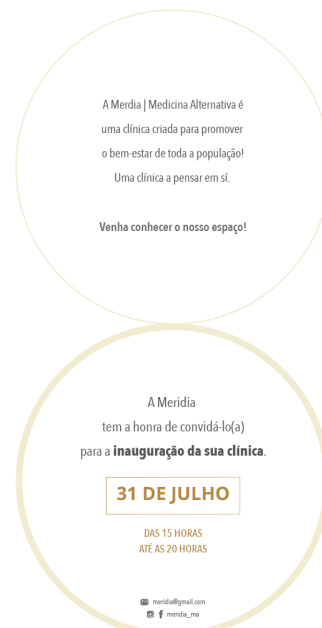 A Merdia | Medicina Alternativa é
uma clínica criada para promover
o bem-estar de toda a população!
Uma clínica a pensar em sí.
Venha conhecer o nosso espaço!
A Meridia
tem a honra de convidá-lo(a)
para a inauguração da sua clínica.
31 DE JULHO
DAS 15 HORAS
ATÉ AS 20 HORAS
meridia@gmail.com
meridia_ma